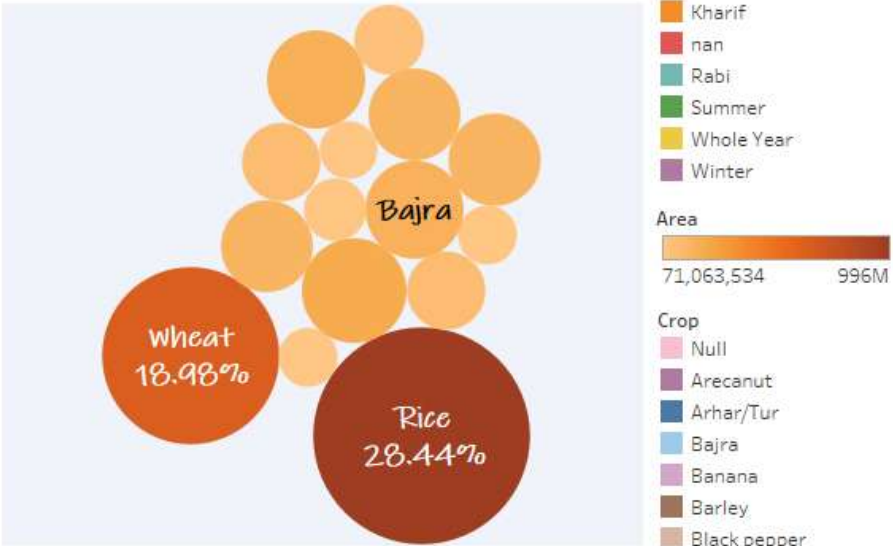 Bajra
Wheat
18.98%
Rice
28.44%
Kharif
nan
Rabi
Summer
Whole Year
Winter
Area
71,063,534 996M
Crop
Null
Arecanut
Arhar/Tur
Bajra
Banana
Barley
Black pepper